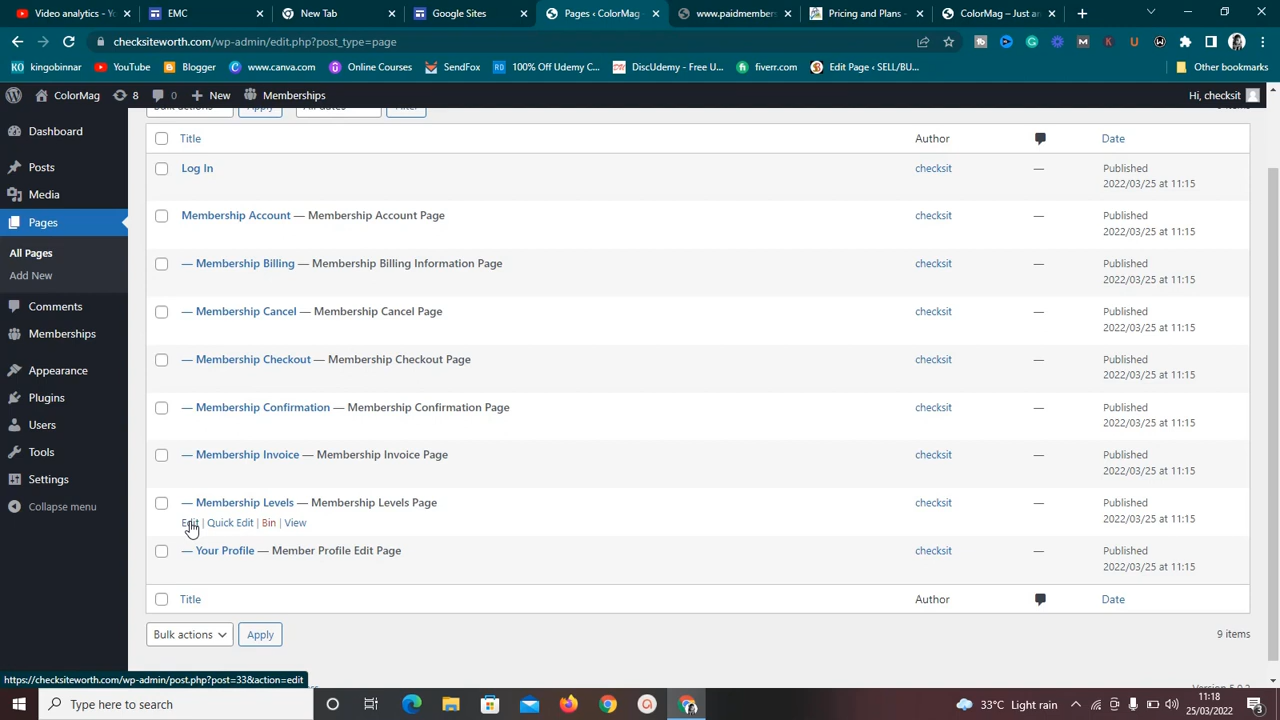 Video analytics
EMC
New Tab
Google Sites
Pages ‹ ColorMag
www.paidmembers
Pricing and Plans -
ColorMag – Just an
checksiteworth.com/wp-admin/edit.php?post_type=page
kingobinnar
YouTube
Blogger
www.canva.com
Online Courses
SendFox
100% Off Udemy C...
DiscUdemy - Free U...
fiverr.com
Edit Page ‹ SELL/BU...
Other bookmarks
ColorMag
8
0
New
Memberships
Hi, checksit
Dashboard
Posts
Media
Pages
All Pages
Add New
Comments
Memberships
Appearance
Plugins
Users
Tools
Settings
Collapse menu
Title
Author
Date
Log In
checksit
—
Published
2022/03/25 at 11:15
Membership Account — Membership Account Page
checksit
—
Published
2022/03/25 at 11:15
— Membership Billing — Membership Billing Information Page
checksit
—
Published
2022/03/25 at 11:15
— Membership Cancel — Membership Cancel Page
checksit
—
Published
2022/03/25 at 11:15
— Membership Checkout — Membership Checkout Page
checksit
—
Published
2022/03/25 at 11:15
— Membership Confirmation — Membership Confirmation Page
checksit
—
Published
2022/03/25 at 11:15
— Membership Invoice — Membership Invoice Page
checksit
—
Published
2022/03/25 at 11:15
— Membership Levels — Membership Levels Page
Edit | Quick Edit | Bin | View
checksit
—
Published
2022/03/25 at 11:15
— Your Profile — Member Profile Edit Page
checksit
—
Published
2022/03/25 at 11:15
Title
Author
Date
Bulk actions
Apply
9 items
https://checksiteworth.com/wp-admin/post.php?post=33&action=edit
Type here to search
33°C Light rain
11:18
25/03/2022